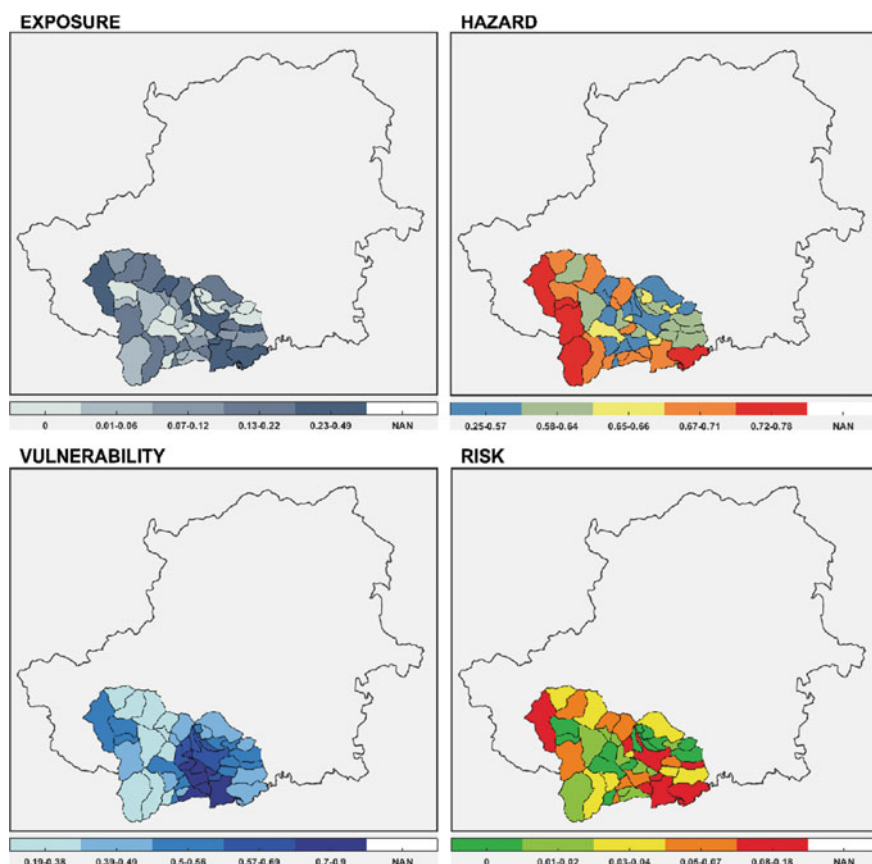 EXPOSURE
HAZARD
0 0.01-0.06 0.07-0.12 0.13-0.22 0.23-0.49 NAN
0.25-0.57 0.58-0.64 0.65-0.66 0.67-0.71 0.72-0.78 NAN
VULNERABILITY
RISK
0.19-0.38 0.39-0.49 0.5-0.56 0.57-0.69 0.7-0.9 NAN
0 0.01-0.02 0.03-0.04 0.05-0.07 0.08-0.18 NAN